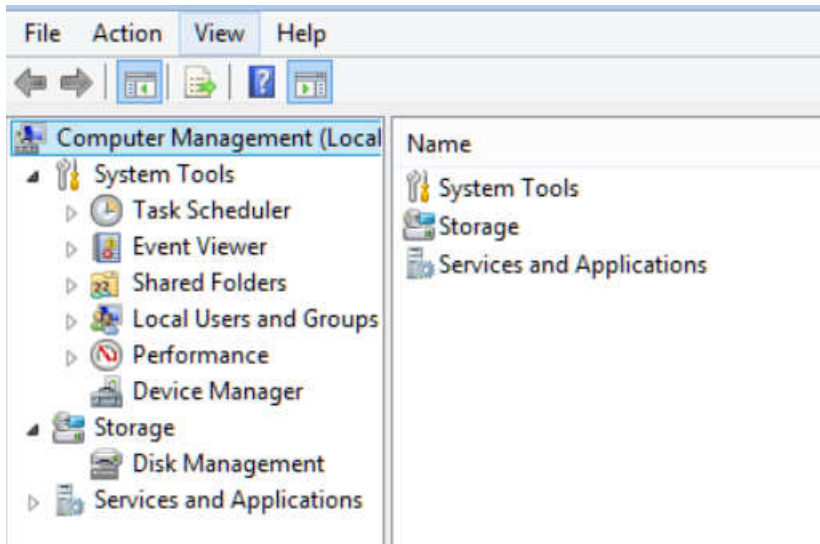 File Action View Help
Computer Management (Local
System Tools
Task Scheduler
Event Viewer
Shared Folders
Local Users and Groups
Performance
Device Manager
Storage
Disk Management
Services and Applications
Name
System Tools
Storage
Services and Applications